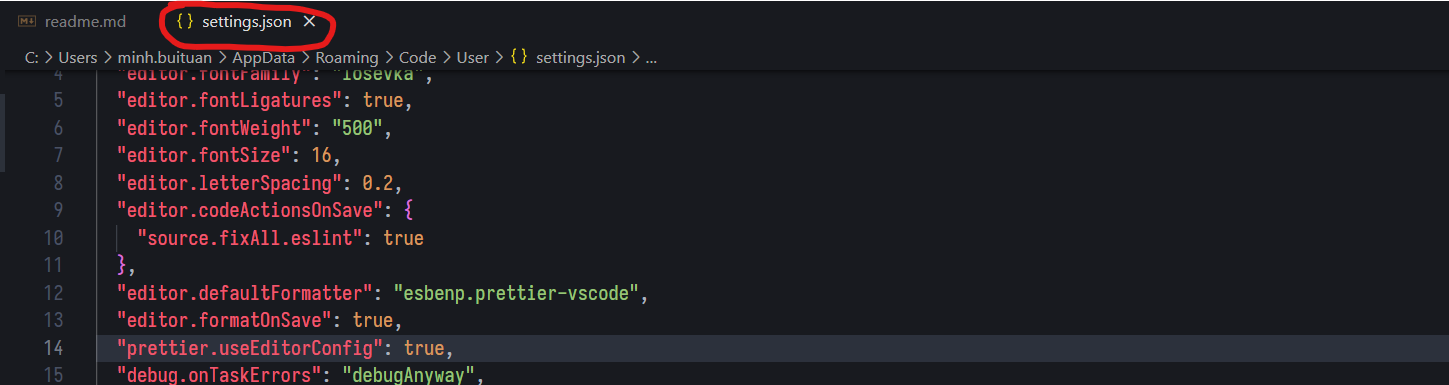 readme.md
{} settings.json ×
C: > Users > minh.buituan > AppData > Roaming > Code > User > {} settings.json > ...
4 "editor.fontFamily": "Iosevka",
5 "editor.fontLigatures": true,
6 "editor.fontWeight": "500",
7 "editor.fontSize": 16,
8 "editor.letterSpacing": 0.2,
9 "editor.codeActionsOnSave": {
10 "source.fixAll.eslint": true
11 },
12 "editor.defaultFormatter": "esbenp.prettier-vscode",
13 "editor.formatOnSave": true,
14 "prettier.useEditorConfig": true,
15 "debug.onTaskErrors": "debugAnyway",